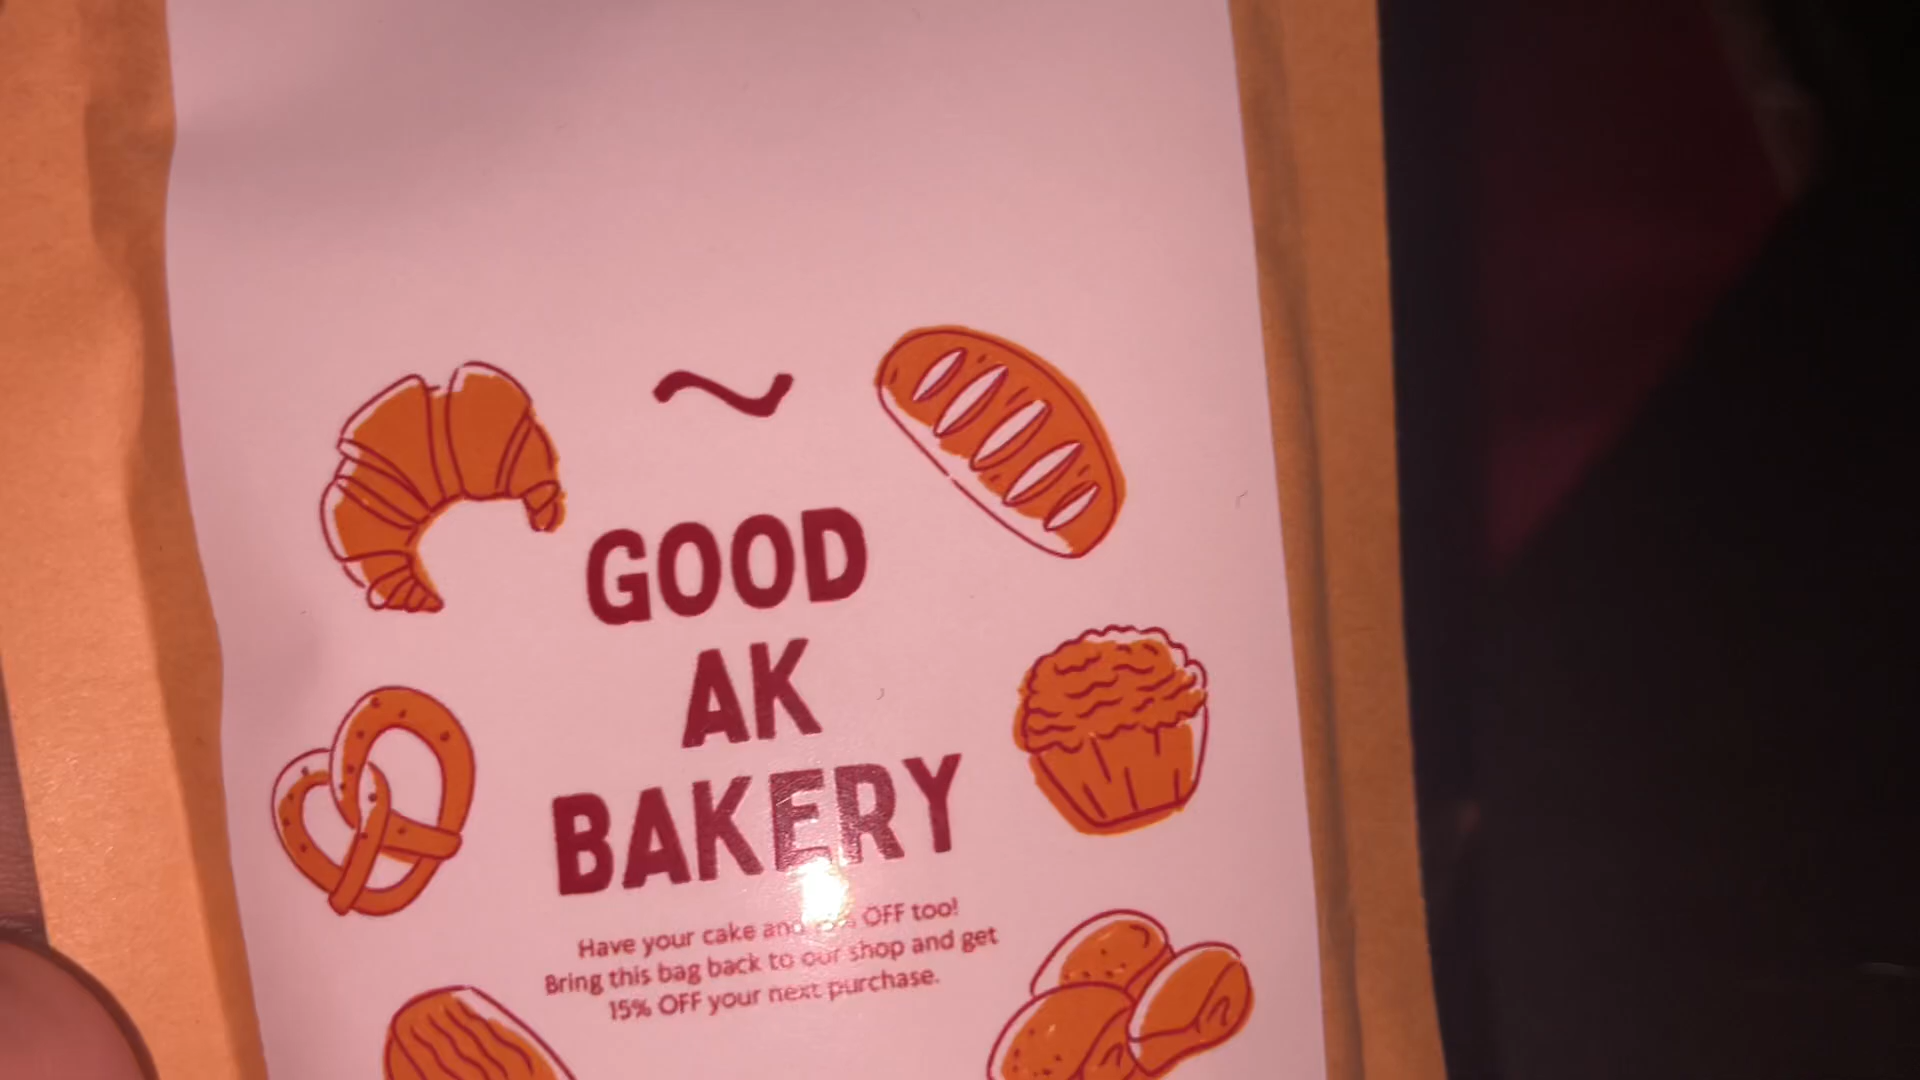 GOOD
AK
BAKERY
Have your cake and OFF too!
Bring this bag back to our shop and get
15% OFF your next purchase.